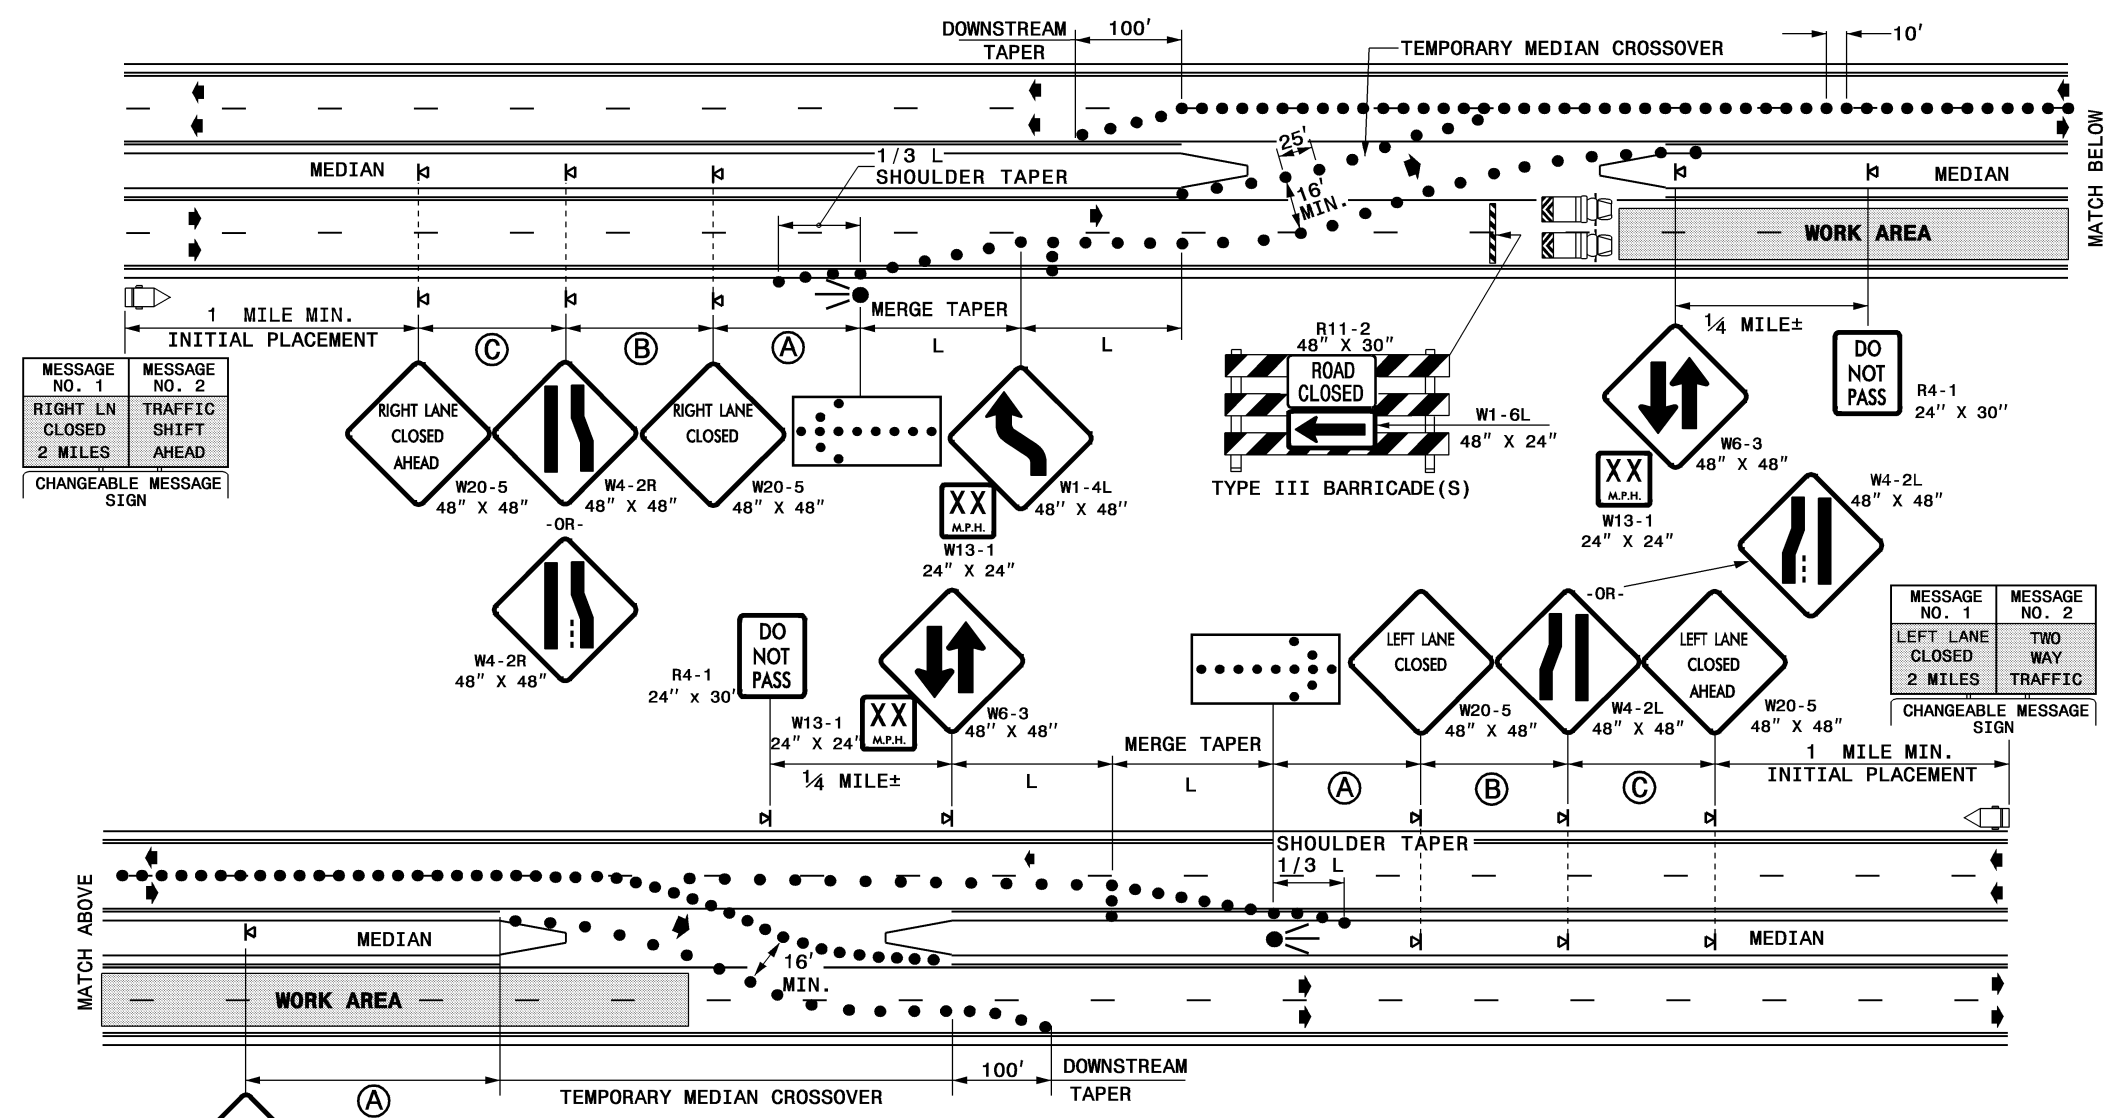 DOWNSTREAM
TAPER
100'
TEMPORARY MEDIAN CROSSOVER
10'
MATCH BELOW
MEDIAN
1/3 L
SHOULDER TAPER
25'
16'
MIN.
MEDIAN
WORK AREA
1 MILE MIN.
INITIAL PLACEMENT
C
B
A
MERGE TAPER
L
L
1/4 MILE±
MESSAGE
NO. 1
MESSAGE
NO. 2
RIGHT LN
CLOSED
2 MILES
TRAFFIC
SHIFT
AHEAD
CHANGEABLE MESSAGE
SIGN
RIGHT LANE
CLOSED
AHEAD
W20-5
48" X 48"
W4-2R
48" X 48"
-OR-
W4-2R
48" X 48"
RIGHT LANE
CLOSED
W20-5
48" X 48"
W1-4L
48" X 48"
XX
M.P.H.
W13-1
24" X 24"
R11-2
48" X 30"
ROAD
CLOSED
W1-6L
48" X 24"
TYPE III BARRICADE(S)
W6-3
48" X 48"
XX
M.P.H.
W13-1
24" X 24"
DO
NOT
PASS
R4-1
24" X 30"
W4-2L
48" X 48"
-OR-
DO
NOT
PASS
R4-1
24" X 30'
XX
M.P.H.
W13-1
24" X 24"
W6-3
48" X 48"
LEFT LANE
CLOSED
W20-5
48" X 48"
W4-2L
48" X 48"
LEFT LANE
CLOSED
AHEAD
W20-5
48" X 48"
MESSAGE
NO. 1
MESSAGE
NO. 2
LEFT LANE
CLOSED
2 MILES
TWO
WAY
TRAFFIC
CHANGEABLE MESSAGE
SIGN
1/4 MILE±
L
MERGE TAPER
L
A
B
C
1 MILE MIN.
INITIAL PLACEMENT
SHOULDER TAPER
1/3 L
MATCH ABOVE
MEDIAN
MEDIAN
16'
MIN.
WORK AREA
A
TEMPORARY MEDIAN CROSSOVER
100'
DOWNSTREAM
TAPER